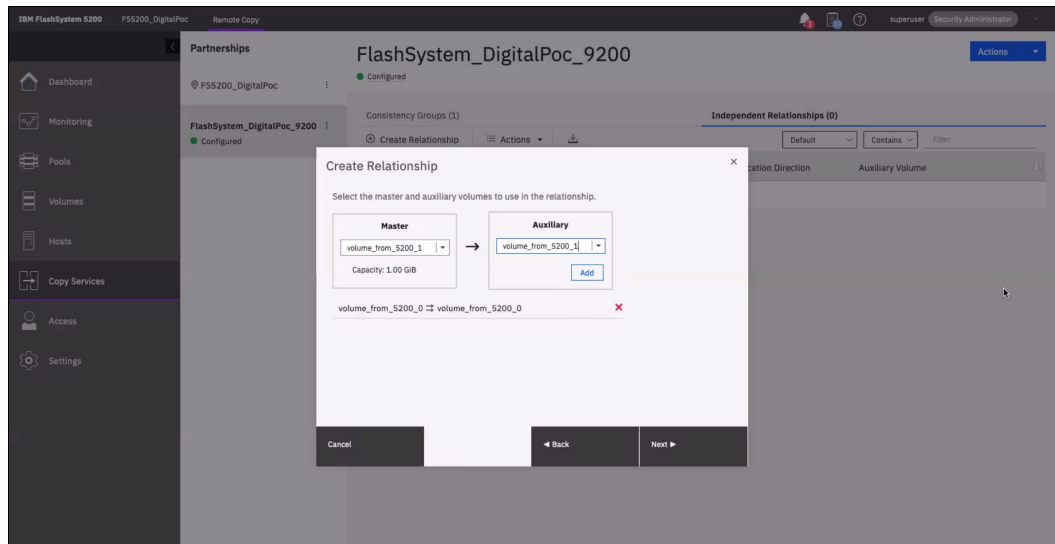 IBM FlashSystem 5200 FS5200_DigitalPoc Remote Copy
superuser Security Administrator
Dashboard
Monitoring
Pools
Volumes
Hosts
Copy Services
Access
Settings
Partnerships
FS5200_DigitalPoc
FlashSystem_DigitalPoc_9200
Configured
FlashSystem_DigitalPoc_9200
Configured
Actions
Consistency Groups (1) Independent Relationships (0)
Create Relationship Actions Default Contains Filter
cation Direction Auxiliary Volume
Create Relationship
Select the master and auxiliary volumes to use in the relationship.
Master
volume_from_5200_1
Capacity: 1.00 GiB
Auxiliary
volume_from_5200_1
Add
volume_from_5200_0 volume_from_5200_0
Cancel Back Next